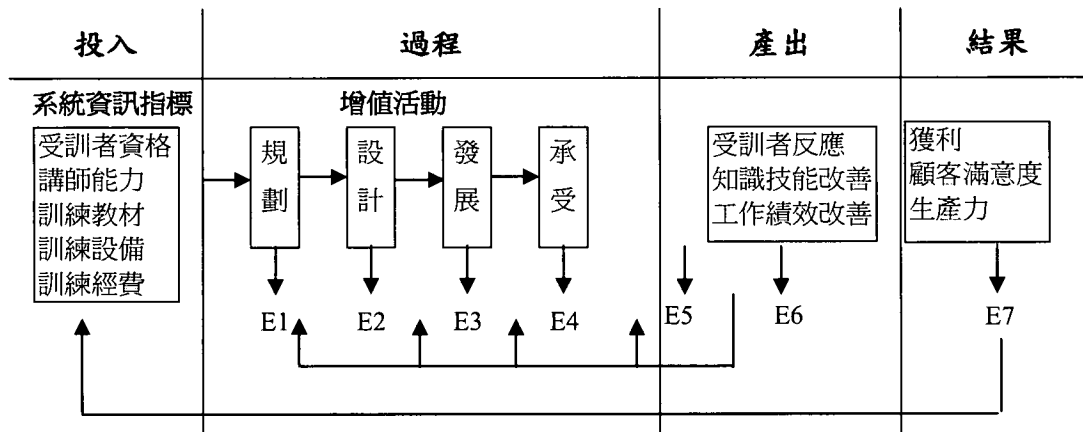 投入
過程
產出
結果
系統資訊指標
增值活動
受訓者資格
講師能力
訓練教材
訓練設備
訓練經費
規劃
設計
發展
承受
受訓者反應
知識技能改善
工作績效改善
獲利
顧客滿意度
生產力
E1
E2
E3
E4
E5
E6
E7